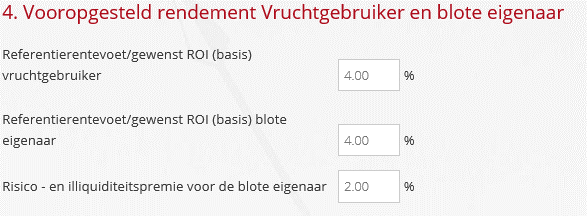 4. Vooropgesteld rendement Vruchtgebruiker en blote eigenaar
Referentierentevoet/gewenst ROI (basis)
vruchtgebruiker
4.00 %
Referentierentevoet/gewenst ROI (basis) blote
eigenaar
4.00 %
Risico - en illiquiditeitspremie voor de blote eigenaar 2.00 %